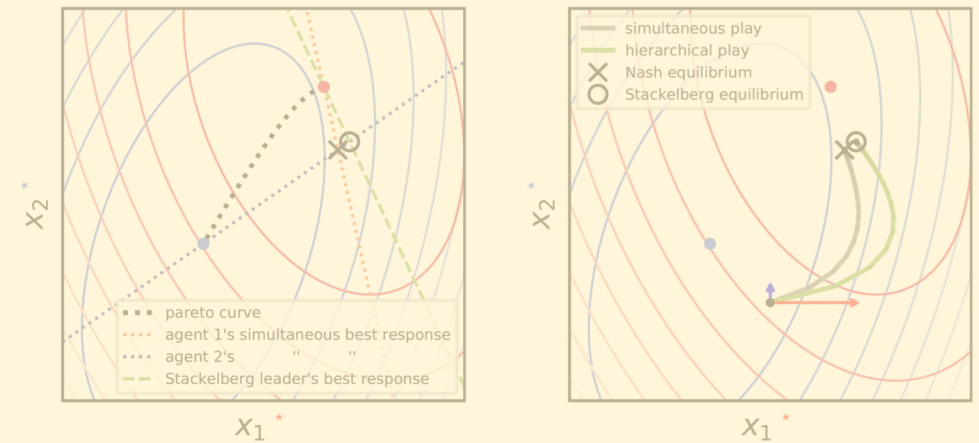 pareto curve
agent 1's simultaneous best response
agent 2's " "
Stackelberg leader's best response
x2*
x1*
simultaneous play
hierarchical play
Nash equilibrium
Stackelberg equilibrium
x2*
x1*